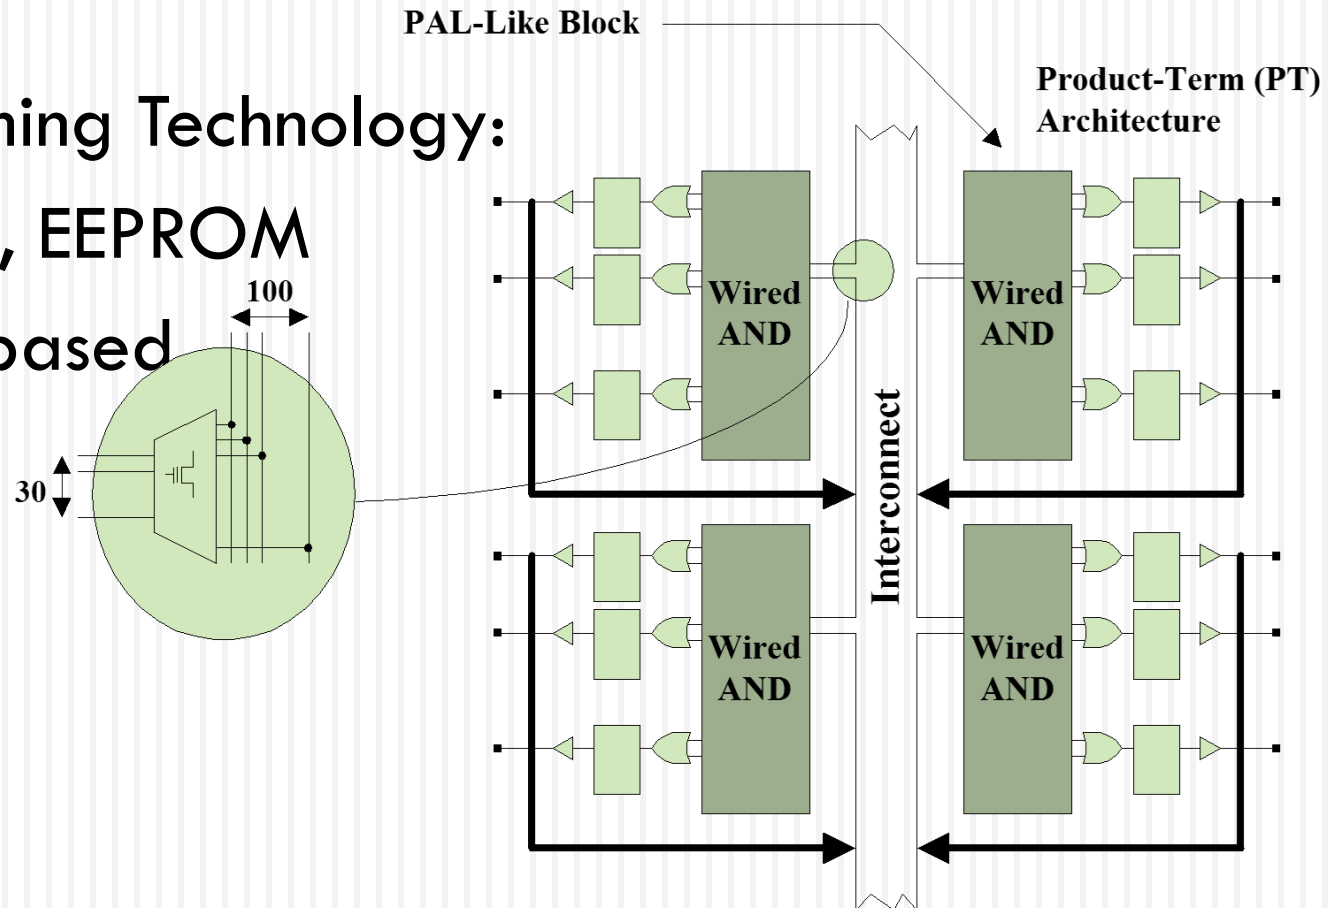 PAL-Like Block
Product-Term (PT)
Architecture
ning Technology:
, EEPROM
based
100
30
Wired
AND
Wired
AND
Interconnect
Wired
AND
Wired
AND